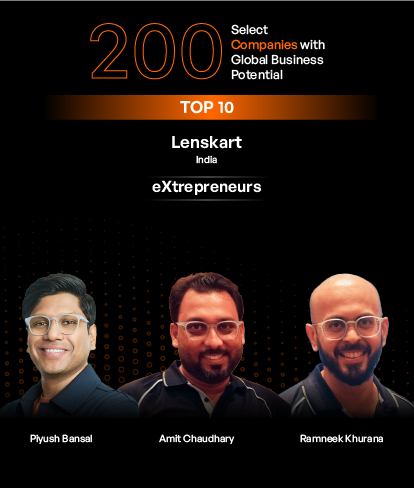 200
Select
Companies with
Global Business
Potential
TOP 10
Lenskart
India
eXtrepreneurs
Piyush Bansal
Amit Chaudhary
Ramneek Khurana